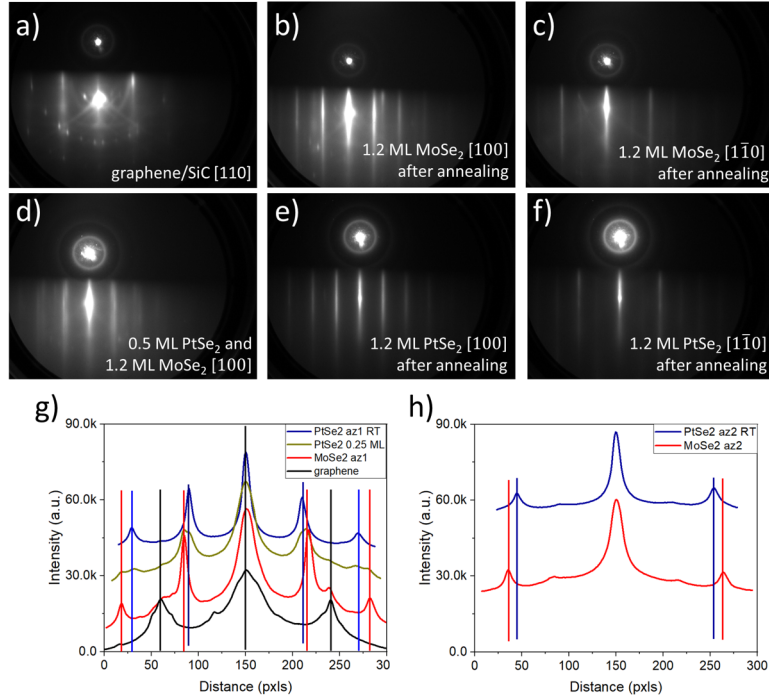 a)
graphene/SiC [110]
b)
1.2 ML MoSe₂ [100]
after annealing
c)
1.2 ML MoSe₂ [11̅0]
after annealing
d)
0.5 ML PtSe₂ and
1.2 ML MoSe₂ [100]
e)
1.2 ML PtSe₂ [100]
after annealing
f)
1.2 ML PtSe₂ [11̅0]
after annealing
g)
90.0k
60.0k
30.0k
0.0
Intensity (a.u.)
PtSe2 az1 RT
PtSe2 0.25 ML
MoSe2 az1
graphene
0 50 100 150 200 250 300
Distance (pxls)
h)
90.0k
60.0k
30.0k
0.0
Intensity (a.u.)
PtSe2 az2 RT
MoSe2 az2
0 50 100 150 200 250 300
Distance (pxls)